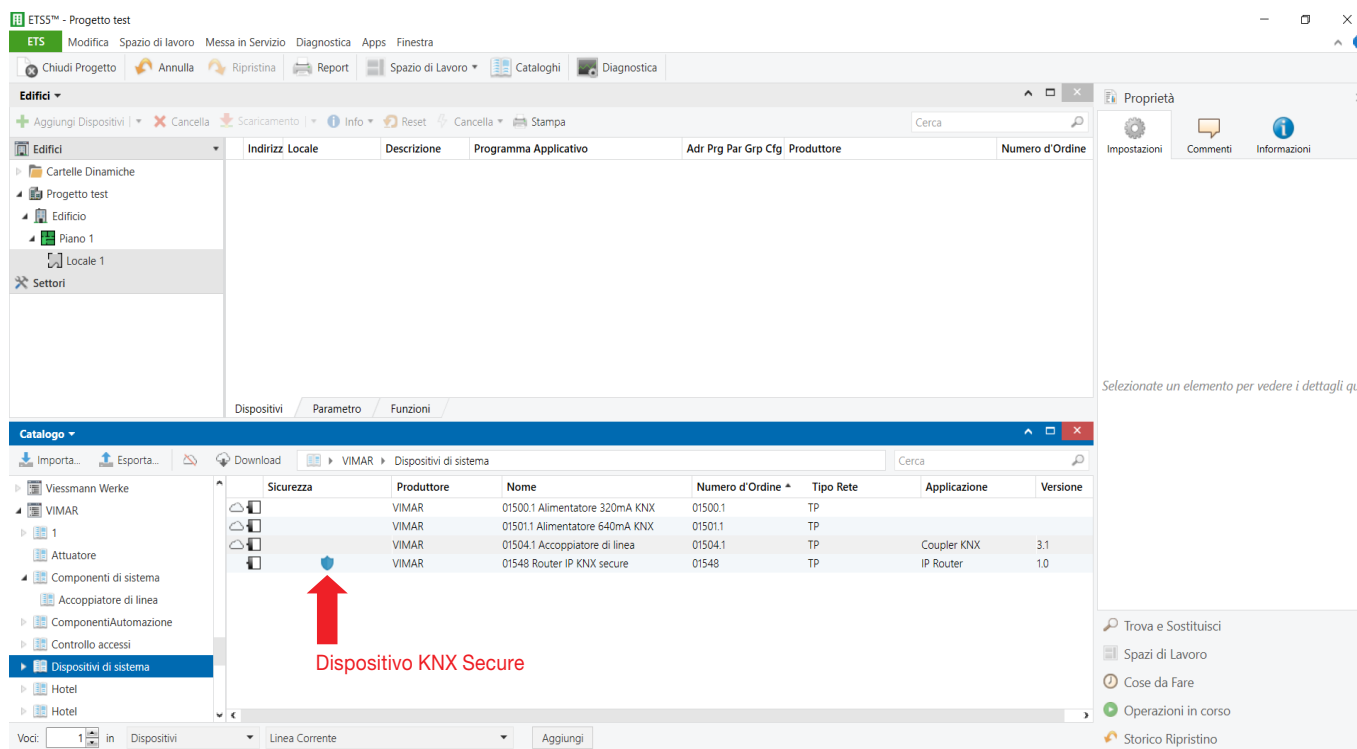 ETS5™ - Progetto test
ETS Modifica Spazio di lavoro Messa in Servizio Diagnostica Apps Finestra
Chiudi Progetto Annulla Ripristina Report Spazio di Lavoro Cataloghi Diagnostica
Edifici
Aggiungi Dispositivi Cancella Scaricamento Info Reset Cancella Stampa Cerca
Edifici
Indirizz Locale Descrizione Programma Applicativo Adr Prg Par Grp Cfg Produttore Numero d'Ordine
Cartelle Dinamiche
Progetto test
Edificio
Piano 1
Locale 1
Settori
Dispositivi Parametro Funzioni
Proprietà
Impostazioni Commenti Informazioni
Selezionate un elemento per vedere i dettagli qu
Catalogo
Importa... Esporta... Download VIMAR Dispositivi di sistema Cerca
Viessmann Werke
VIMAR
1
Attuatore
Componenti di sistema
Accoppiatore di linea
ComponentiAutomazione
Controllo accessi
Dispositivi di sistema
Hotel
Hotel
Sicurezza Produttore Nome Numero d'Ordine Tipo Rete Applicazione Versione
VIMAR 01500.1 Alimentatore 320mA KNX 01500.1 TP
VIMAR 01501.1 Alimentatore 640mA KNX 01501.1 TP
VIMAR 01504.1 Accoppiatore di linea 01504.1 TP Coupler KNX 3.1
VIMAR 01548 Router IP KNX secure 01548 TP IP Router 1.0
Dispositivo KNX Secure
Voci: 1 in Dispositivi Linea Corrente Aggiungi
Trova e Sostituisci
Spazi di Lavoro
Cose da Fare
Operazioni in corso
Storico Ripristino